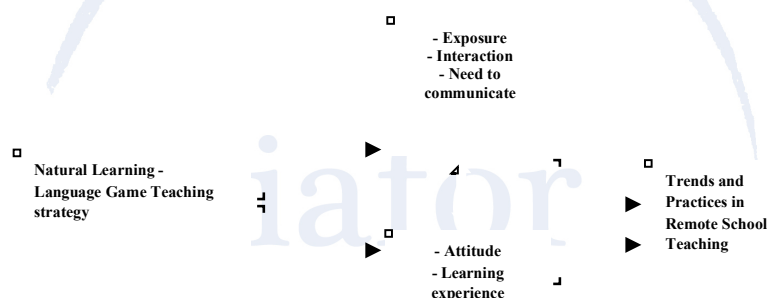 - Exposure
- Interaction
- Need to
communicate
Natural Learning -
Language Game Teaching
strategy
Trends and
Practices in
Remote School
Teaching
- Attitude
- Learning
experience
iator